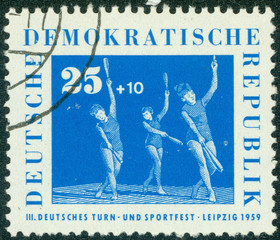 DEUTSCHE
DEMOKRATISCHE
REPUBLIK
25 +10
III. DEUTSCHES TURN - UND SPORTFEST · LEIPZIG 1959